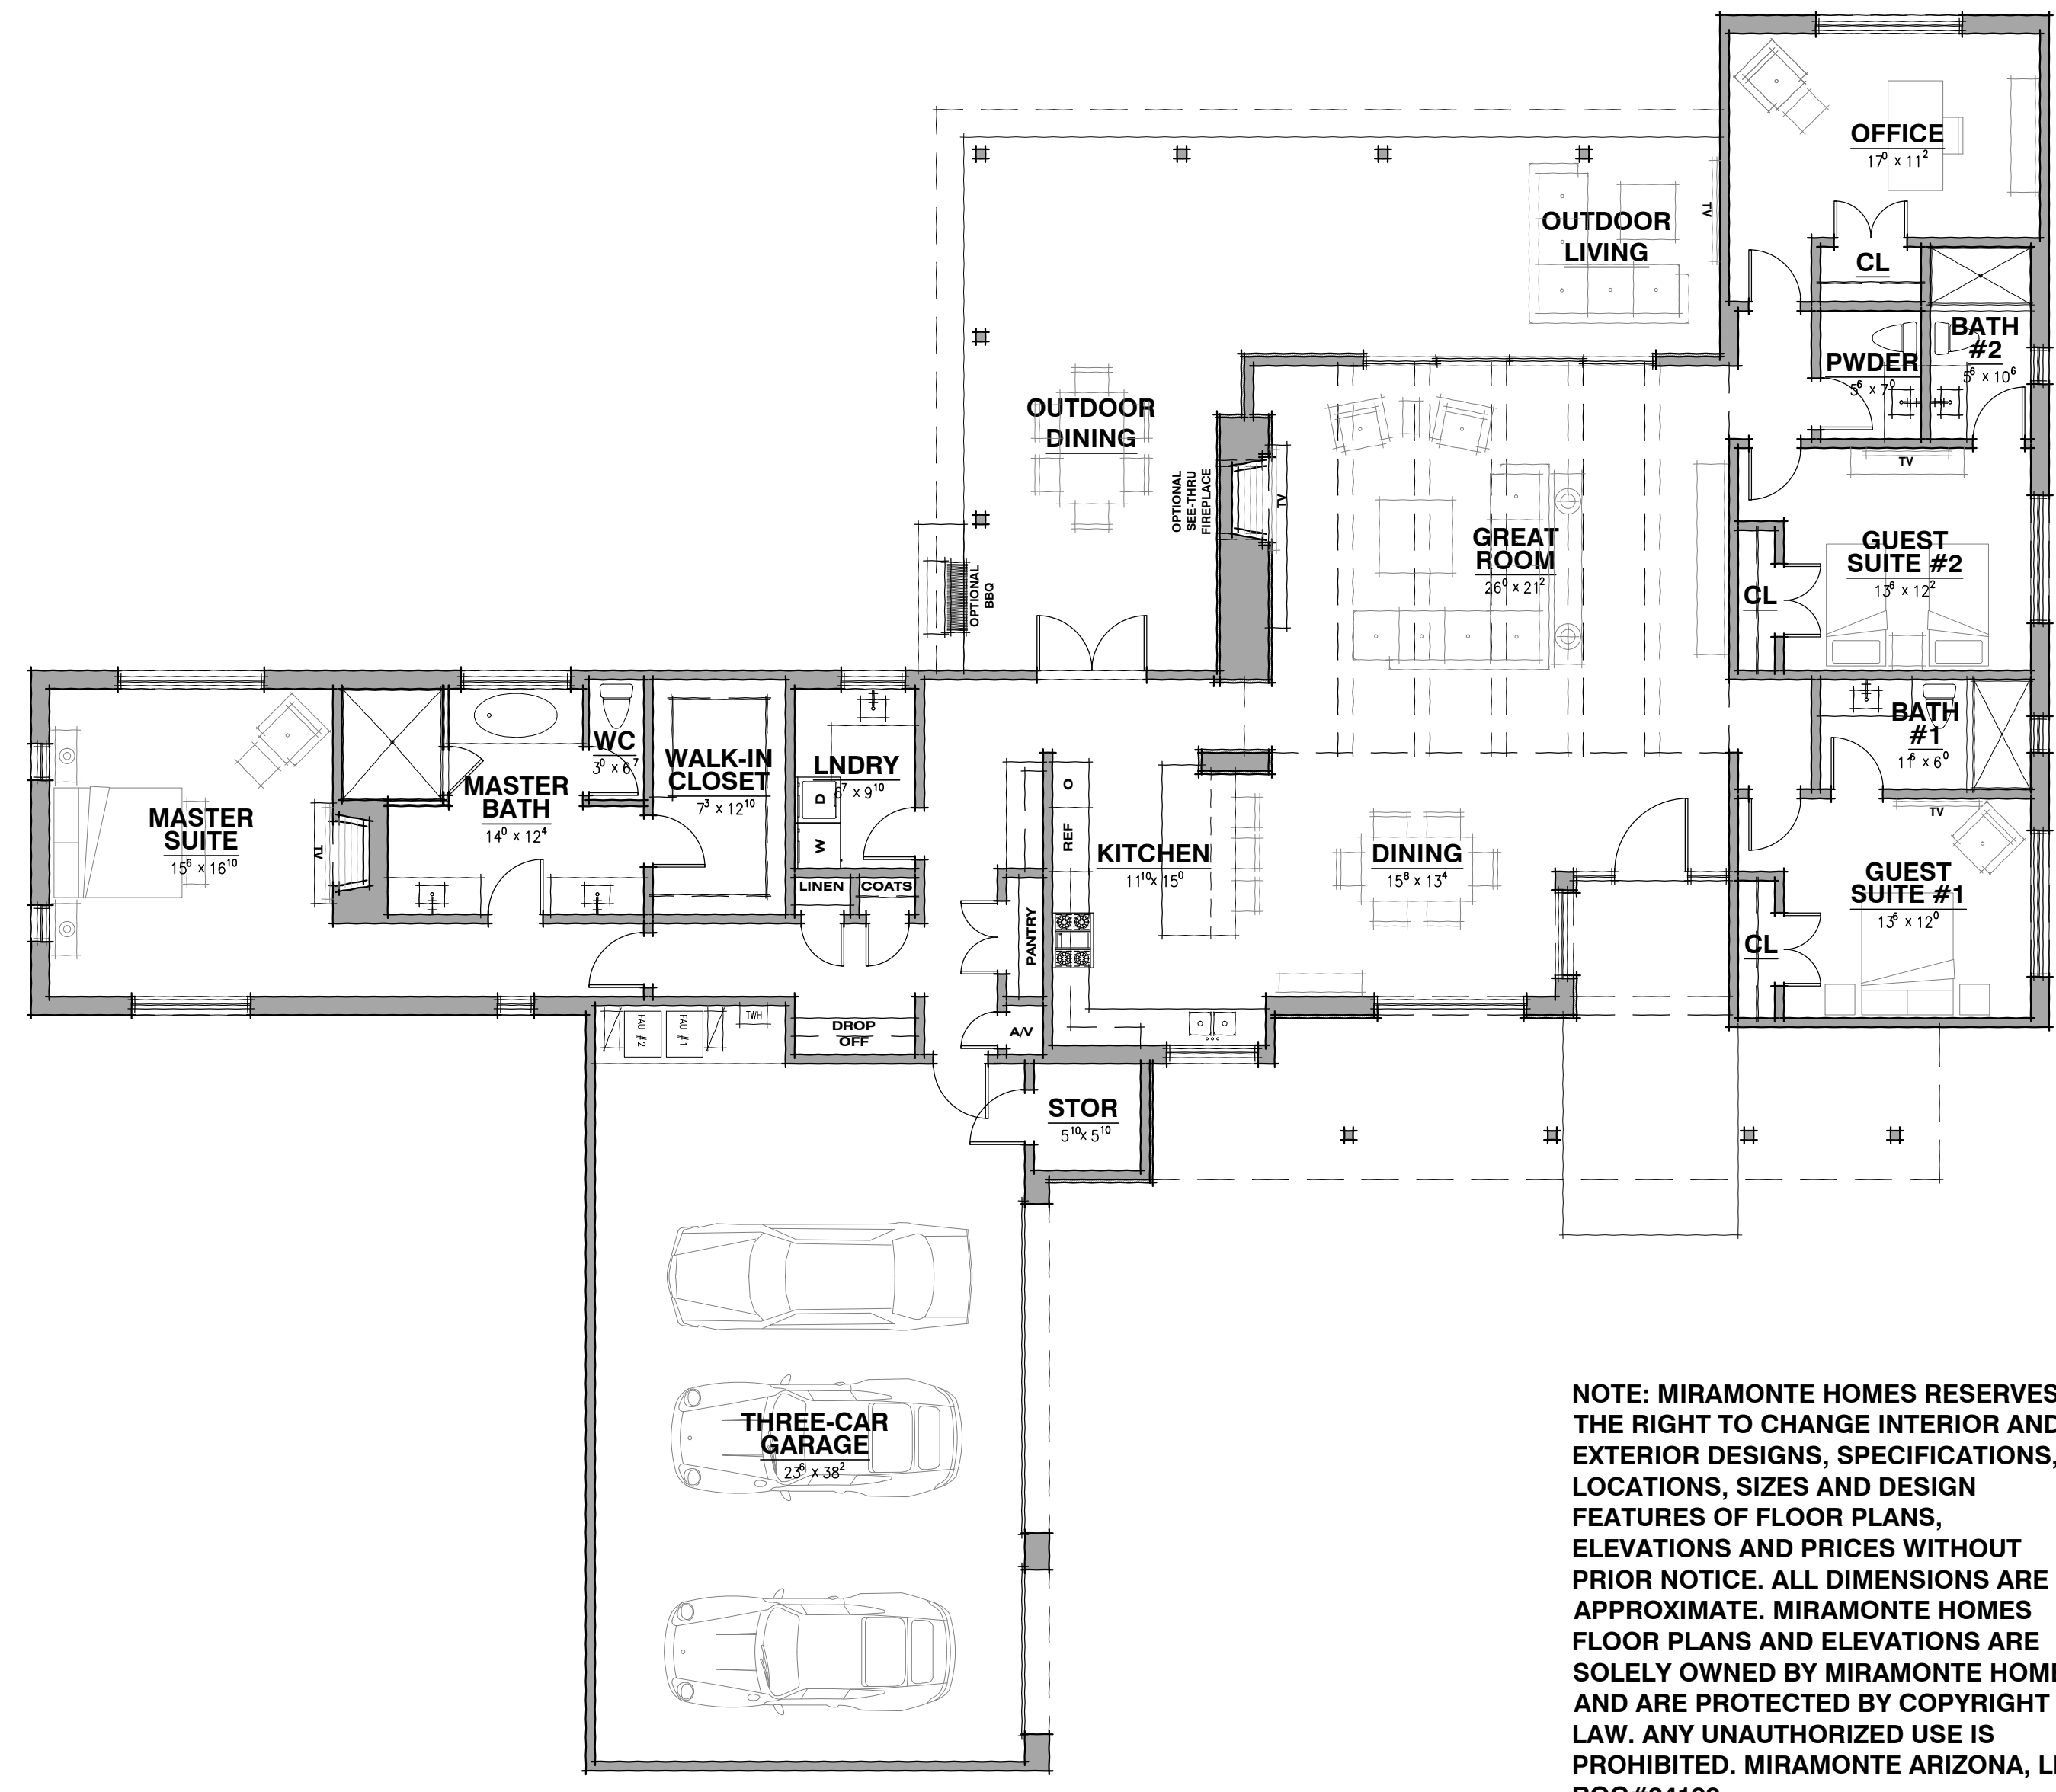 OFFICE
17⁰ x 11²
OUTDOOR
LIVING
TV
CL
BATH
#2
5⁶ x 10⁶
PWDER
5⁶ x 7⁰
OUTDOOR
DINING
OPTIONAL
SEE-THRU
FIREPLACE
TV
TV
GREAT
ROOM
26⁰ x 21²
GUEST
SUITE #2
13⁶ x 12²
CL
OPTIONAL
BBQ
BATH
#1
11⁶ x 6⁰
WC
3⁰ x 6⁷
WALK-IN
CLOSET
7³ x 12¹⁰
LNDRY
6⁷ x 9¹⁰
D
W
MASTER
BATH
14⁰ x 12⁴
MASTER
SUITE
15⁶ x 16¹⁰
TV
O
REF
KITCHEN
11¹⁰ x 15⁰
DINING
15⁸ x 13⁴
TV
GUEST
SUITE #1
13⁶ x 12⁰
CL
LINEN
COATS
PANTRY
FAU #2
FAU #1
TWH
DROP
OFF
A/V
STOR
5¹⁰ x 5¹⁰
THREE-CAR
GARAGE
23⁶ x 38²
NOTE: MIRAMONTE HOMES RESERVES
THE RIGHT TO CHANGE INTERIOR AND
EXTERIOR DESIGNS, SPECIFICATIONS,
LOCATIONS, SIZES AND DESIGN
FEATURES OF FLOOR PLANS,
ELEVATIONS AND PRICES WITHOUT
PRIOR NOTICE. ALL DIMENSIONS ARE
APPROXIMATE. MIRAMONTE HOMES
FLOOR PLANS AND ELEVATIONS ARE
SOLELY OWNED BY MIRAMONTE
AND ARE PROTECTED BY COPYRIGHT
LAW. ANY UNAUTHORIZED USE IS
PROHIBITED. MIRAMONTE ARIZONA,